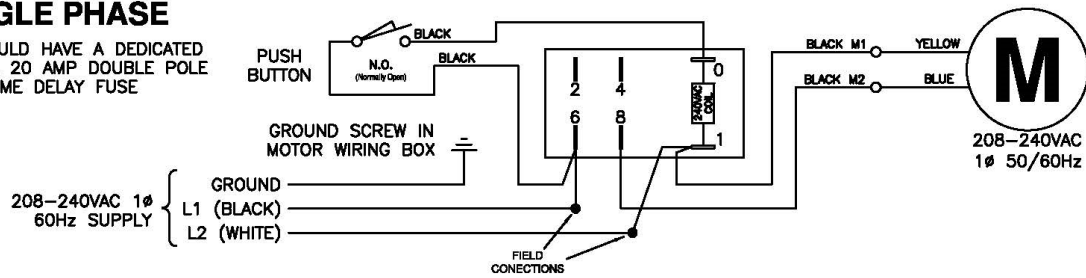 GLE PHASE
ULD HAVE A DEDICATED
20 AMP DOUBLE POLE
ME DELAY FUSE
PUSH
BUTTON
N.O.
(Normally Open)
BLACK
BLACK
GROUND SCREW IN
MOTOR WIRING BOX
208-240VAC 1ø
60Hz SUPPLY
GROUND
L1 (BLACK)
L2 (WHITE)
2 4
6 8
0
240VAC
COIL
1
FIELD
CONECTIONS
BLACK M1
YELLOW
BLACK M2
BLUE
M
208-240VAC
1ø 50/60Hz